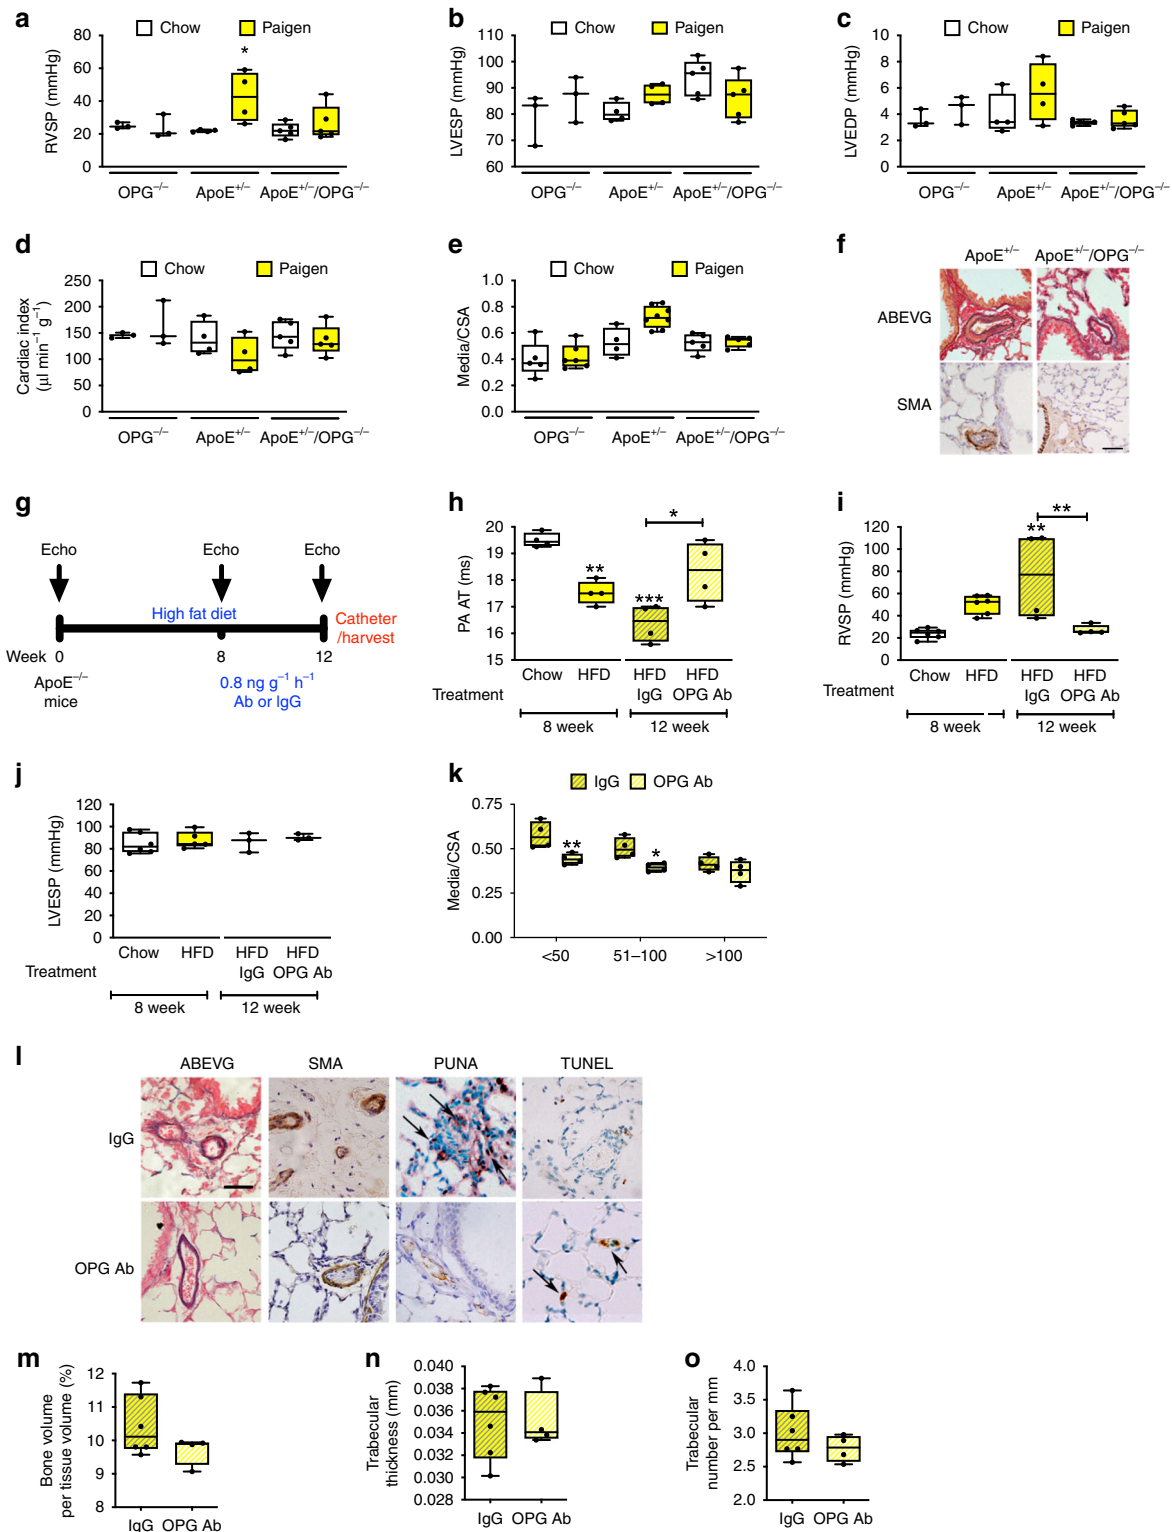 a
Chow
Paigen
RVSP (mmHg)
80
60
40
20
0
*
OPG−/−
ApoE+/−
ApoE+/−/OPG−/−
b
Chow
Paigen
LVESP (mmHg)
110
100
90
80
70
60
OPG−/−
ApoE+/−
ApoE+/−/OPG−/−
c
Chow
Paigen
LVEDP (mmHg)
10
8
6
4
2
0
OPG−/−
ApoE+/−
ApoE+/−/OPG−/−
d
Chow
Paigen
Cardiac index
(µl min−1 g−1)
250
200
150
100
50
0
OPG−/−
ApoE+/−
ApoE+/−/OPG−/−
e
Chow
Paigen
Media/CSA
1.0
0.8
0.6
0.4
0.2
0.0
OPG−/−
ApoE+/−
ApoE+/−/OPG−/−
f
ApoE+/−
ApoE+/−/OPG−/−
ABEVG
SMA
g
Echo
Echo
Echo
High fat diet
Catheter
/harvest
Week 0
8
12
ApoE−/−
mice
0.8 ng g−1 h−1
Ab or IgG
h
PA AT (ms)
20
19
18
17
16
15
**
***
*
Chow
HFD
HFD
IgG
HFD
OPG Ab
Treatment
8 week
12 week
i
RVSP (mmHg)
120
100
80
60
40
20
0
**
**
Chow
HFD
HFD
IgG
HFD
OPG Ab
Treatment
8 week
12 week
j
LVESP (mmHg)
120
100
80
60
40
20
0
Chow
HFD
HFD
IgG
HFD
OPG Ab
Treatment
8 week
12 week
k
IgG
OPG Ab
Media/CSA
0.75
0.50
0.25
0.00
**
*
<50
51–100
>100
l
ABEVG
SMA
PUNA
TUNEL
IgG
OPG Ab
m
Bone volume
per tissue volume (%)
12
11
10
9
8
IgG
OPG Ab
n
Trabecular
thickness (mm)
0.040
0.038
0.036
0.034
0.032
0.030
0.028
IgG
OPG Ab
o
Trabecular
number per mm
4.0
3.5
3.0
2.5
2.0
IgG
OPG Ab